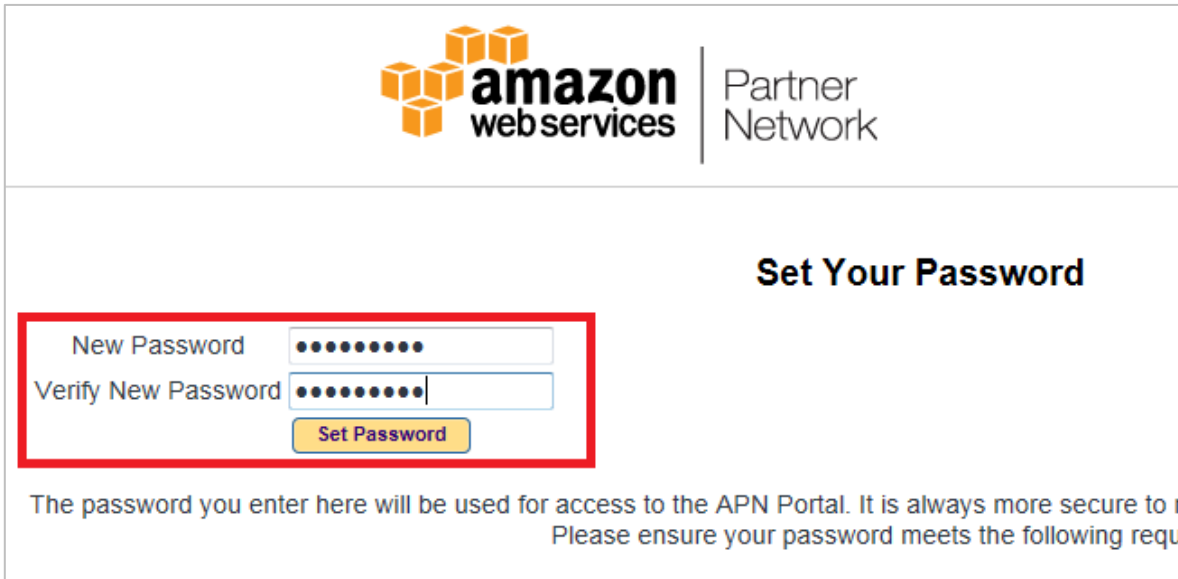 amazon
web services
Partner
Network
Set Your Password
New Password
Verify New Password
Set Password
The password you enter here will be used for access to the APN Portal. It is always more secure to
Please ensure your password meets the following